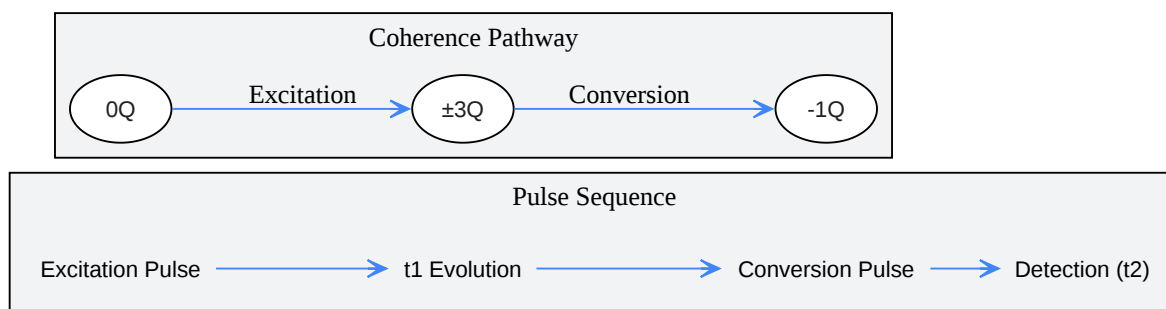 Coherence Pathway
0Q
Excitation
±3Q
Conversion
-1Q
Pulse Sequence
Excitation Pulse
t1 Evolution
Conversion Pulse
Detection (t2)